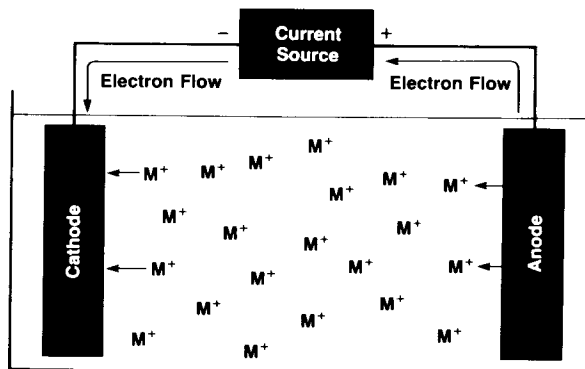 Current
Source
− +
Electron Flow Electron Flow
M⁺
M⁺ M⁺ M⁺ M⁺ M⁺
M⁺
M⁺ M⁺
M⁺ M⁺
M⁺ M⁺ M⁺ M⁺
M⁺ M⁺ M⁺
M⁺ M⁺ M⁺
Cathode
Anode